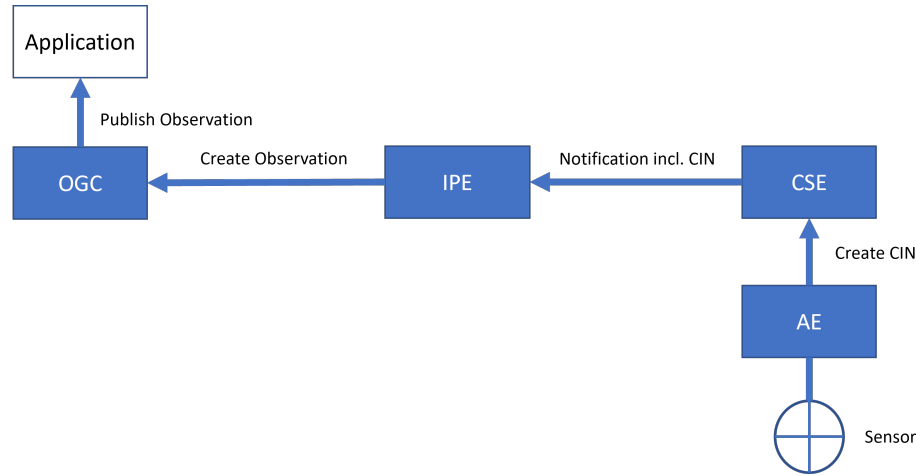 Application
Publish Observation
Create Observation
Notification incl. CIN
OGC
IPE
CSE
Create CIN
AE
Sensor